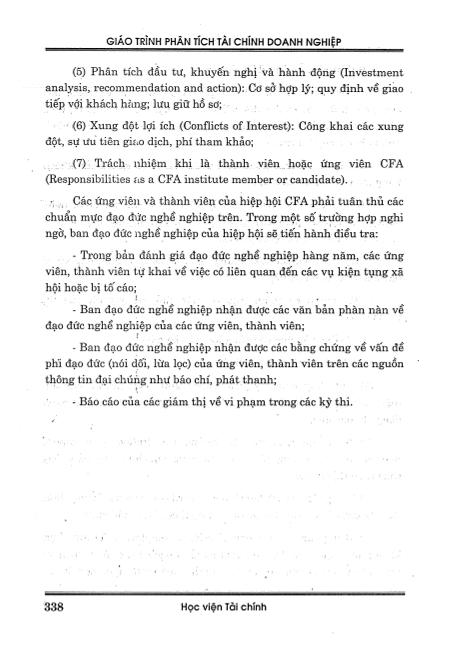 GIÁO TRÌNH PHÂN TÍCH TÀI CHÍNH DOANH NGHIỆP
(5) Phân tích đầu tư, khuyến nghị và hành động (Investment
analysis, recommendation and action): Cơ sở hợp lý; quy định về giao
tiếp với khách hàng; lưu giữ hồ sơ;
(6) Xung đột lợi ích (Conflicts of Interest): Công khai các xung
đột, sự ưu tiên giao dịch, phí tham khảo;
(7) Trách nhiệm khi là thành viên hoặc ứng viên CFA
(Responsibilities as a CFA institute member or candidate).
Các ứng viên và thành viên của hiệp hội CFA phải tuân thủ các
chuẩn mực đạo đức nghề nghiệp trên. Trong một số trường hợp nghi
ngờ, ban đạo đức nghề nghiệp của hiệp hội sẽ tiến hành điều tra:
- Trong bản đánh giá đạo đức nghề nghiệp hàng năm, các ứng
viên, thành viên tự khai về việc có liên quan đến các vụ kiện tụng xã
hội hoặc bị tố cáo;
- Ban đạo đức nghề nghiệp nhận được các văn bản phàn nàn về
đạo đức nghề nghiệp của các ứng viên, thành viên;
- Ban đạo đức nghề nghiệp nhận được các bằng chứng về vấn đề
phi đạo đức (nói dối, lừa lọc) của ứng viên, thành viên trên các nguồn
thông tin đại chúng như báo chí, phát thanh;
- Báo cáo của các giám thị về vi phạm trong các kỳ thi.
338
Học viện Tài chính